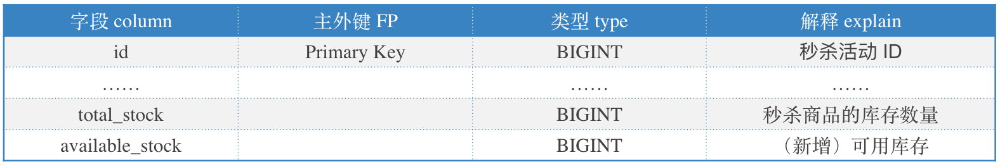 字段 column 主外键 FP 类型 type 解释 explain
id Primary Key BIGINT 秒杀活动 ID
…… …… ……
total_stock BIGINT 秒杀商品的库存数量
available_stock BIGINT （新增）可用库存